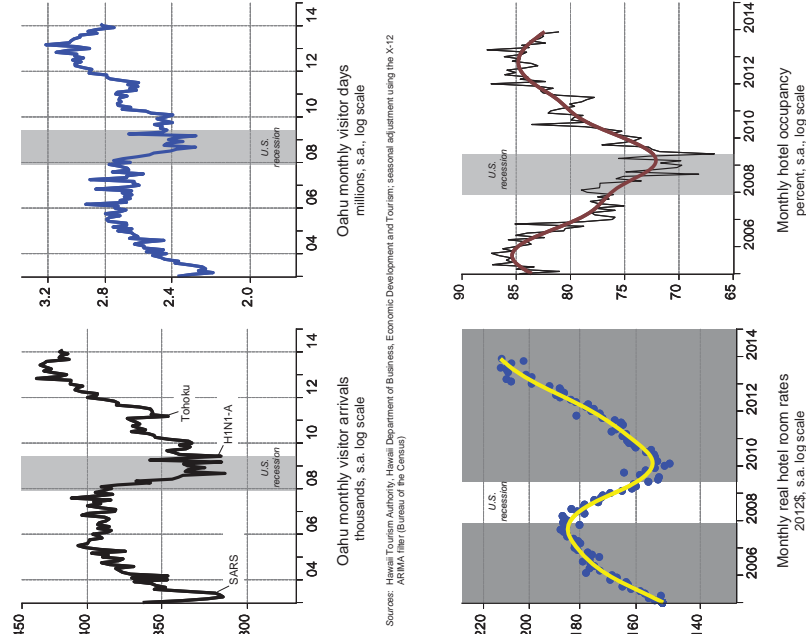 450
400
350
300
SARS
H1N1-A
Tohoku
U.S.
recession
04 06 08 10 12 14
Oahu monthly visitor arrivals
thousands, s.a. log scale
3.2
2.8
2.4
2.0
U.S.
recession
04 06 08 10 12 14
Oahu monthly visitor days
millions, s.a., log scale
Sources: Hawaii Tourism Authority, Hawaii Department of Business, Economic Development and Tourism; seasonal adjustment using the X-12
ARIMA filter (Bureau of the Census)
220
200
180
160
140
U.S.
recession
2006 2008 2010 2012 2014
Monthly real hotel room rates
2012$, s.a. log scale
90
85
80
75
70
65
U.S.
recession
2006 2008 2010 2012 2014
Monthly hotel occupancy
percent, s.a., log scale